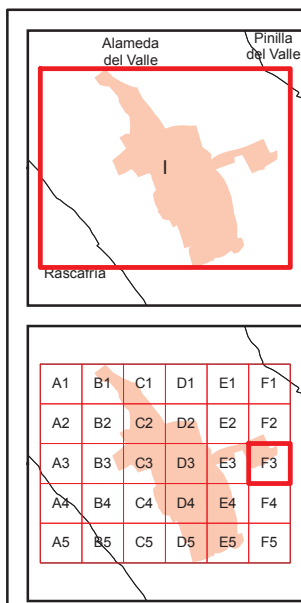 Alameda
del Valle
Pinilla
del Valle
I
Rascafría
A1 B1 C1 D1 E1 F1
A2 B2 C2 D2 E2 F2
A3 B3 C3 D3 E3 F3
A4 B4 C4 D4 E4 F4
A5 B5 C5 D5 E5 F5